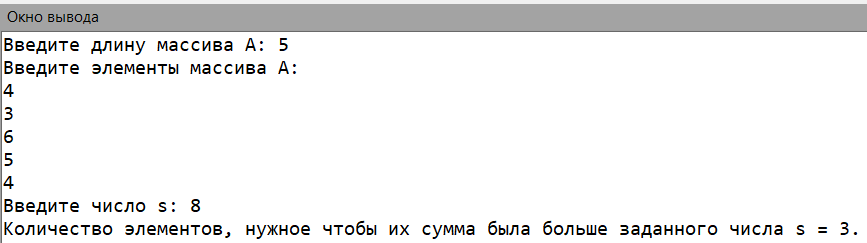 Окно вывода
Введите длину массива А: 5
Введите элементы массива А:
4
3
6
5
4
Введите число s: 8
Количество элементов, нужное чтобы их сумма была больше заданного числа s = 3.